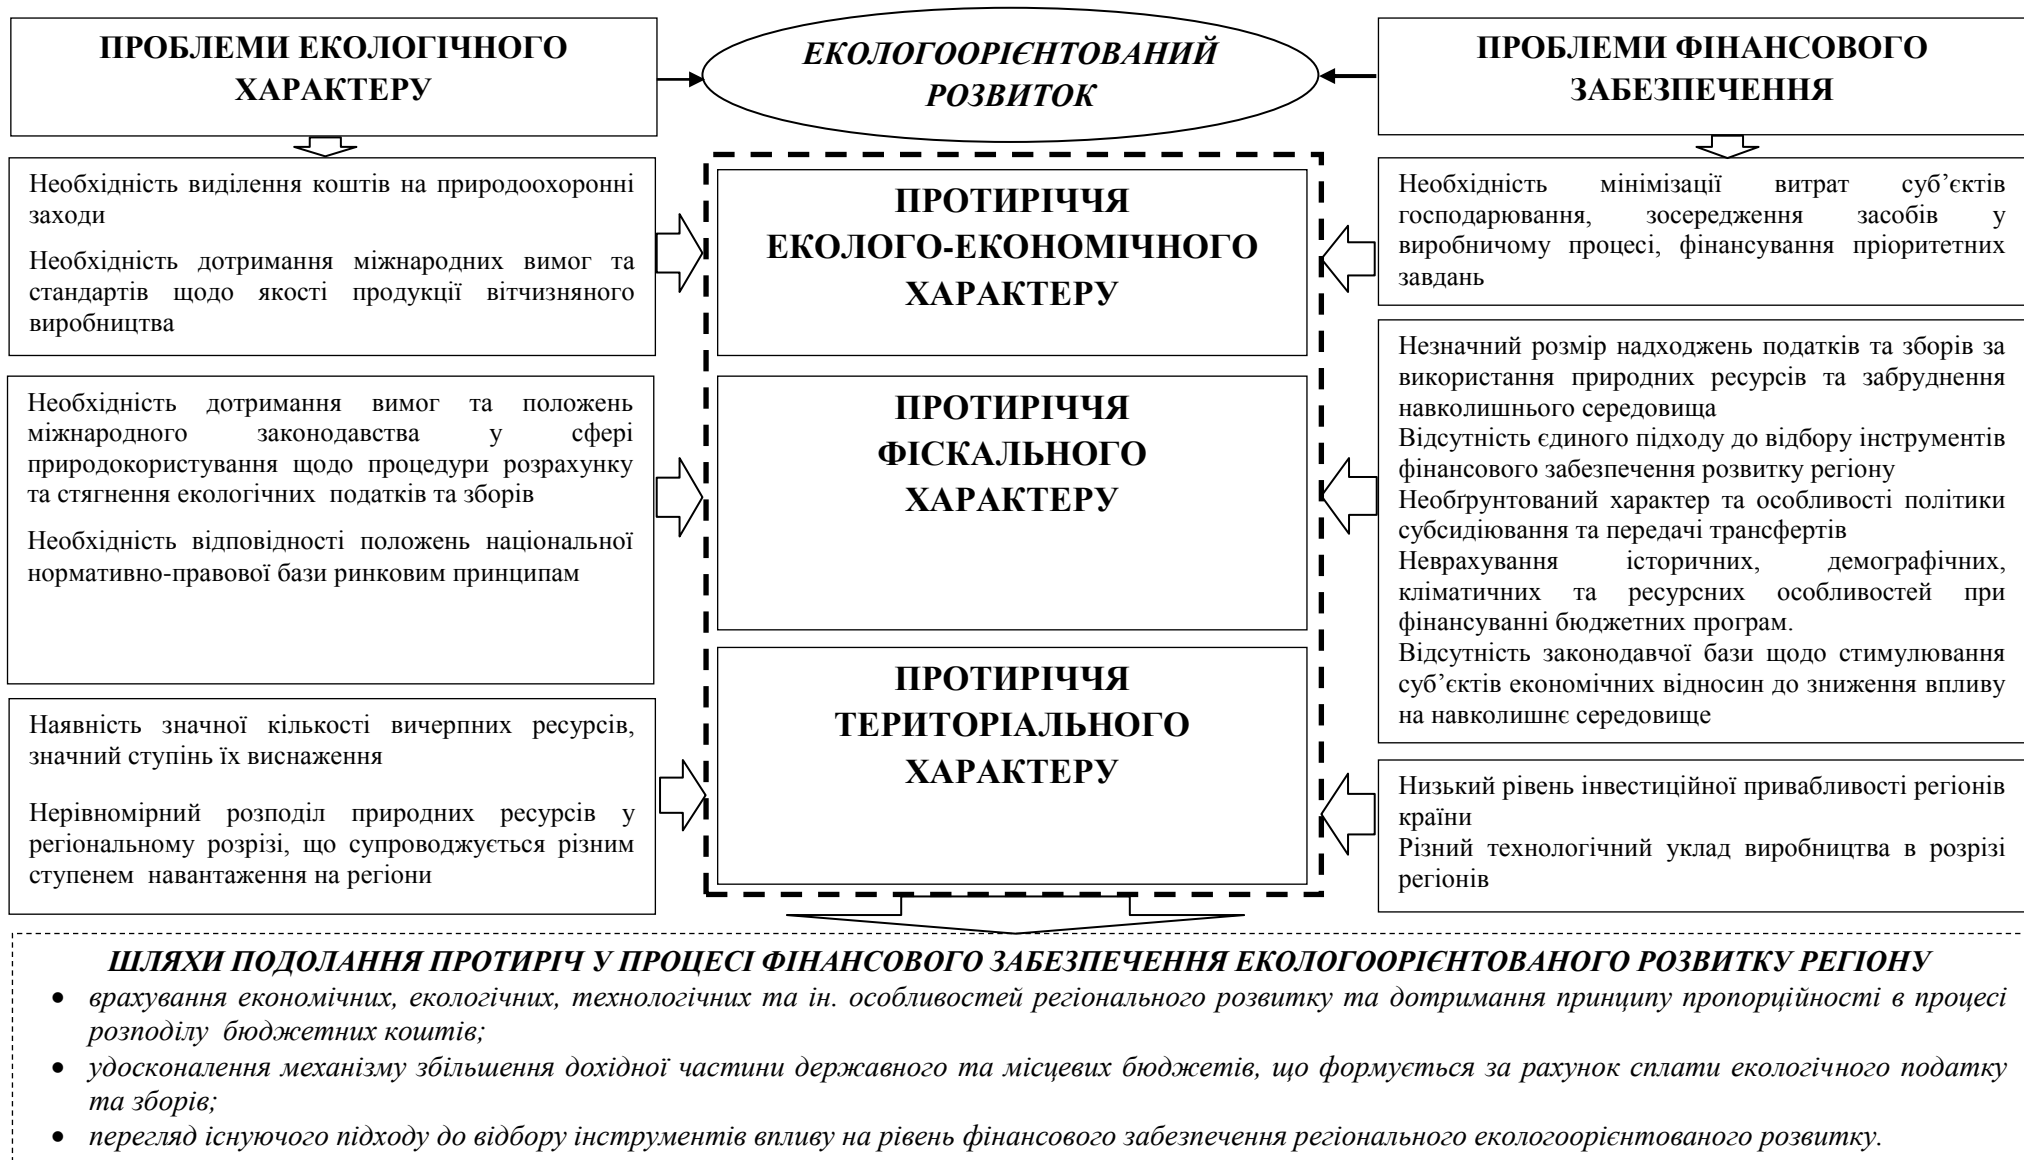 ПРОБЛЕМИ ЕКОЛОГІЧНОГО
ХАРАКТЕРУ
ЕКОЛОГООРІЄНТОВАНИЙ
РОЗВИТОК
ПРОБЛЕМИ ФІНАНСОВОГО
ЗАБЕЗПЕЧЕННЯ
Необхідність виділення коштів на природоохоронні
заходи
Необхідність дотримання міжнародних вимог та
стандартів щодо якості продукції вітчизняного
виробництва
ПРОТИРІЧЧЯ
ЕКОЛОГО-ЕКОНОМІЧНОГО
ХАРАКТЕРУ
Необхідність мінімізації витрат суб’єктів
господарювання, зосередження засобів у
виробничому процесі, фінансування пріоритетних
завдань
Необхідність дотримання вимог та положень
міжнародного законодавства у сфері
природокористування щодо процедури розрахунку
та стягнення екологічних податків та зборів
Необхідність відповідності положень національної
нормативно-правової бази ринковим принципам
ПРОТИРІЧЧЯ
ФІСКАЛЬНОГО
ХАРАКТЕРУ
Незначний розмір надходжень податків та зборів за
використання природних ресурсів та забруднення
навколишнього середовища
Відсутність єдиного підходу до відбору інструментів
фінансового забезпечення розвитку регіону
Необґрунтований характер та особливості політики
субсидіювання та передачі трансфертів
Неврахування історичних, демографічних,
кліматичних та ресурсних особливостей при
фінансуванні бюджетних програм.
Відсутність законодавчої бази щодо стимулювання
суб’єктів економічних відносин до зниження впливу
на навколишнє середовище
Наявність значної кількості вичерпних ресурсів,
значний ступінь їх виснаження
Нерівномірний розподіл природних ресурсів у
регіональному розрізі, що супроводжується різним
ступенем навантаження на регіони
ПРОТИРІЧЧЯ
ТЕРИТОРІАЛЬНОГО
ХАРАКТЕРУ
Низький рівень інвестиційної привабливості регіонів
країни
Різний технологічний уклад виробництва в розрізі
регіонів
ШЛЯХИ ПОДОЛАННЯ ПРОТИРІЧ У ПРОЦЕСІ ФІНАНСОВОГО ЗАБЕЗПЕЧЕННЯ ЕКОЛОГООРІЄНТОВАНОГО РОЗВИТКУ РЕГІОНУ
• врахування економічних, екологічних, технологічних та ін. особливостей регіонального розвитку та дотримання принципу пропорційності в процесі
розподілу бюджетних коштів;
• удосконалення механізму збільшення дохідної частини державного та місцевих бюджетів, що формується за рахунок сплати екологічного податку
та зборів;
• перегляд існуючого підходу до відбору інструментів впливу на рівень фінансового забезпечення регіонального екологоорієнтованого розвитку.